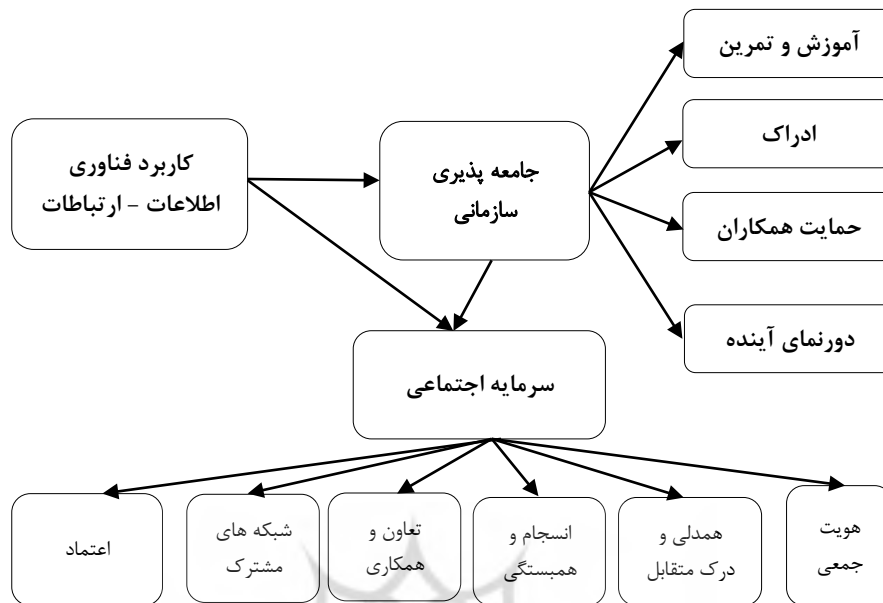 آموزش و تمرین
ادراک
حمایت همکاران
دورنمای آینده
جامعه پذیری
سازمانی
کاربرد فناوری
اطلاعات – ارتباطات
سرمایه اجتماعی
هویت
جمعی
همدلی و
درک متقابل
انسجام و
همبستگی
تعاون و
همکاری
شبکه های
مشترک
اعتماد